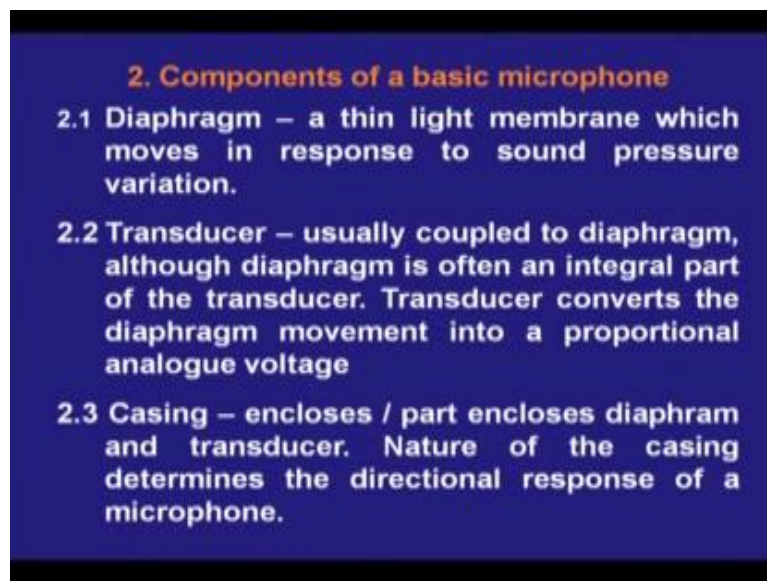 2. Components of a basic microphone
2.1 Diaphragm – a thin light membrane which
moves in response to sound pressure
variation.
2.2 Transducer – usually coupled to diaphragm,
although diaphragm is often an integral part
of the transducer. Transducer converts the
diaphragm movement into a proportional
analogue voltage
2.3 Casing – encloses / part encloses diaphram
and transducer. Nature of the casing
determines the directional response of a
microphone.